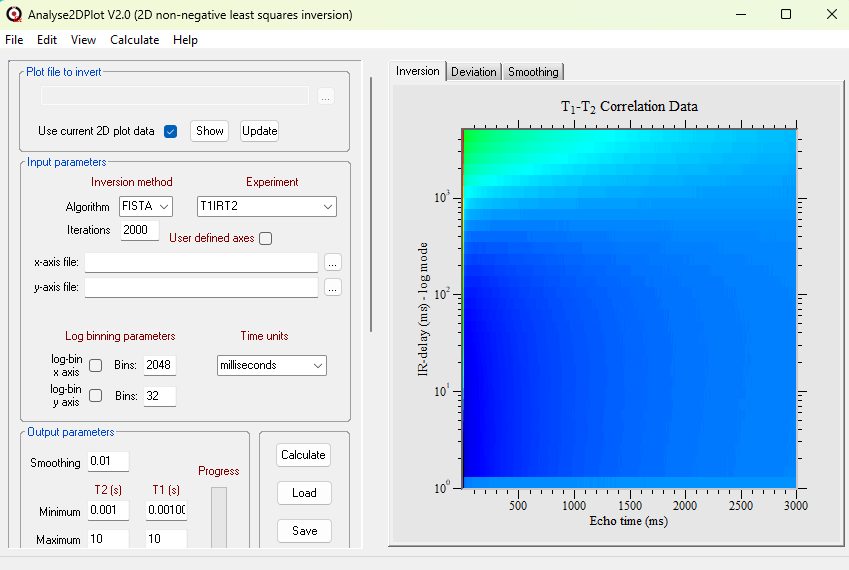 Analyse2DPlot V2.0 (2D non-negative least squares inversion)
File Edit View Calculate Help
Plot file to invert
...
Use current 2D plot data Show Update
Input parameters
Inversion method Experiment
Algorithm FISTA T1IRT2
Iterations 2000
User defined axes
x-axis file: ...
y-axis file: ...
Log binning parameters Time units
log-bin x axis Bins: 2048 milliseconds
log-bin y axis Bins: 32
Output parameters
Smoothing 0.01
Progress
T2 (s) T1 (s)
Minimum 0.001 0.00100
Maximum 10 10
Calculate
Load
Save
Inversion Deviation Smoothing
T1-T2 Correlation Data
IR-delay (ms) - log mode
10^3
10^2
10^1
10^0
500 1000 1500 2000 2500 3000
Echo time (ms)